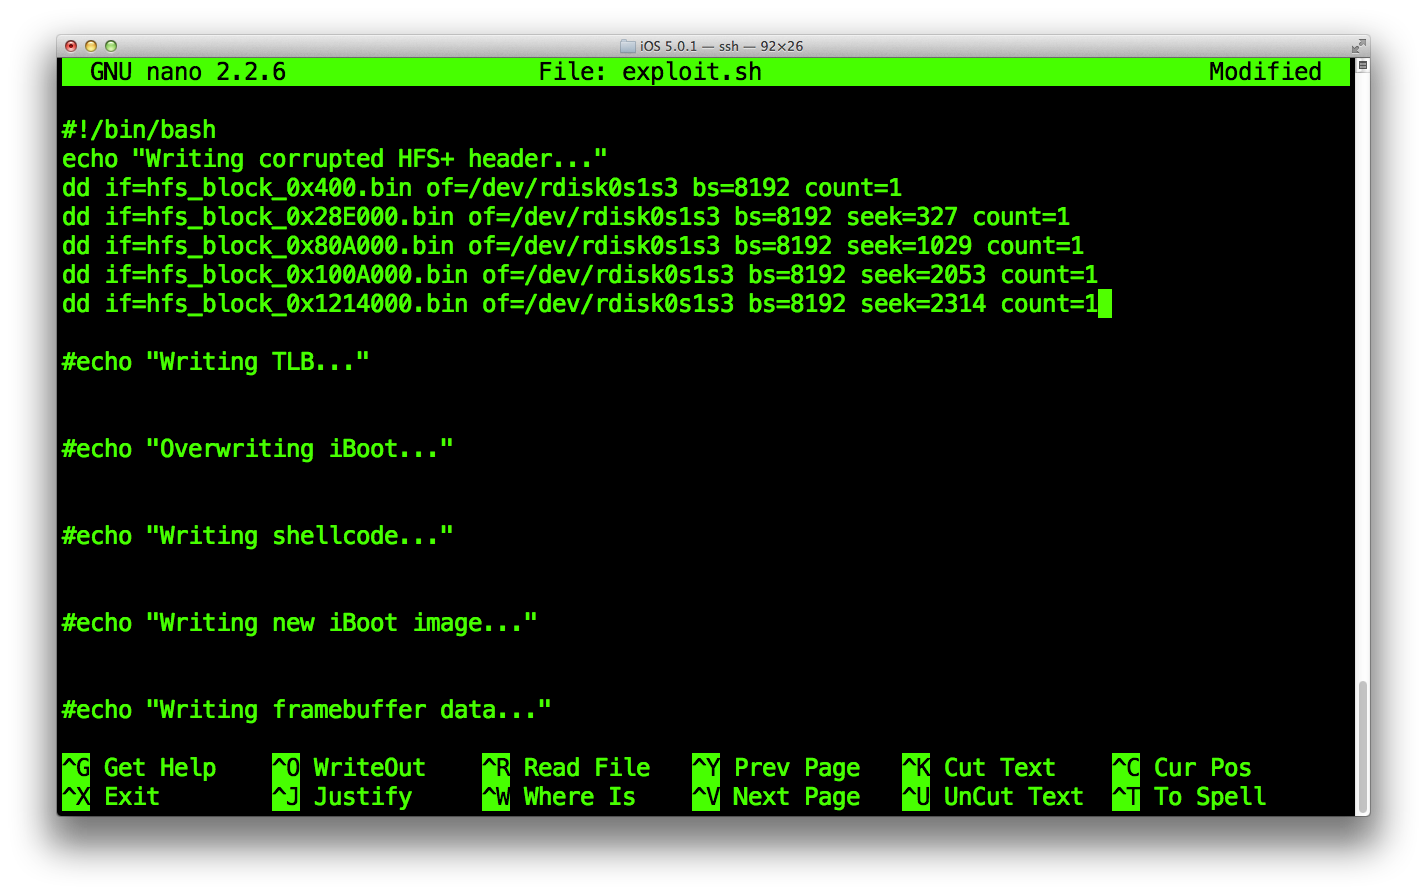 iOS 5.0.1 — ssh — 92×26
GNU nano 2.2.6 File: exploit.sh Modified
#!/bin/bash
echo "Writing corrupted HFS+ header..."
dd if=hfs_block_0x400.bin of=/dev/rdisk0s1s3 bs=8192 count=1
dd if=hfs_block_0x28E000.bin of=/dev/rdisk0s1s3 bs=8192 seek=327 count=1
dd if=hfs_block_0x80A000.bin of=/dev/rdisk0s1s3 bs=8192 seek=1029 count=1
dd if=hfs_block_0x100A000.bin of=/dev/rdisk0s1s3 bs=8192 seek=2053 count=1
dd if=hfs_block_0x1214000.bin of=/dev/rdisk0s1s3 bs=8192 seek=2314 count=1
#echo "Writing TLB..."
#echo "Overwriting iBoot..."
#echo "Writing shellcode..."
#echo "Writing new iBoot image..."
#echo "Writing framebuffer data..."
^G Get Help ^O WriteOut ^R Read File ^Y Prev Page ^K Cut Text ^C Cur Pos
^X Exit ^J Justify ^W Where Is ^V Next Page ^U UnCut Text ^T To Spell